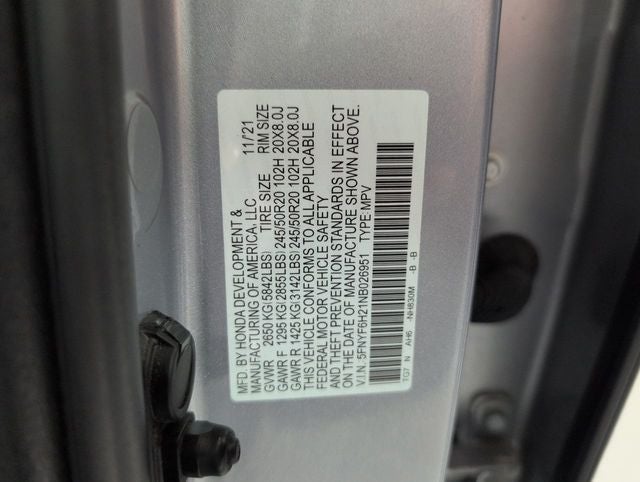 MFD. BY HONDA DEVELOPMENT &
MANUFACTURING OF AMERICA, LLC 11/21
GVWR 2650 KG(5842LBS) TIRE SIZE RIM SIZE
GAWR F 1295 KG(2855LBS)245/50R20 102H 20X8.0J
GAWR R 1425 KG(3142LBS)245/50R20 102H 20X8.0J
THIS VEHICLE CONFORMS TO ALL APPLICABLE
FEDERAL MOTOR VEHICLE SAFETY
AND THEFT PREVENTION STANDARDS IN EFFECT
ON THE DATE OF MANUFACTURE SHOWN ABOVE.
V.I.N. 5FNYF6H21NB026951 TYPE:MPV
TG7 N AH6 -NH830M -B -B